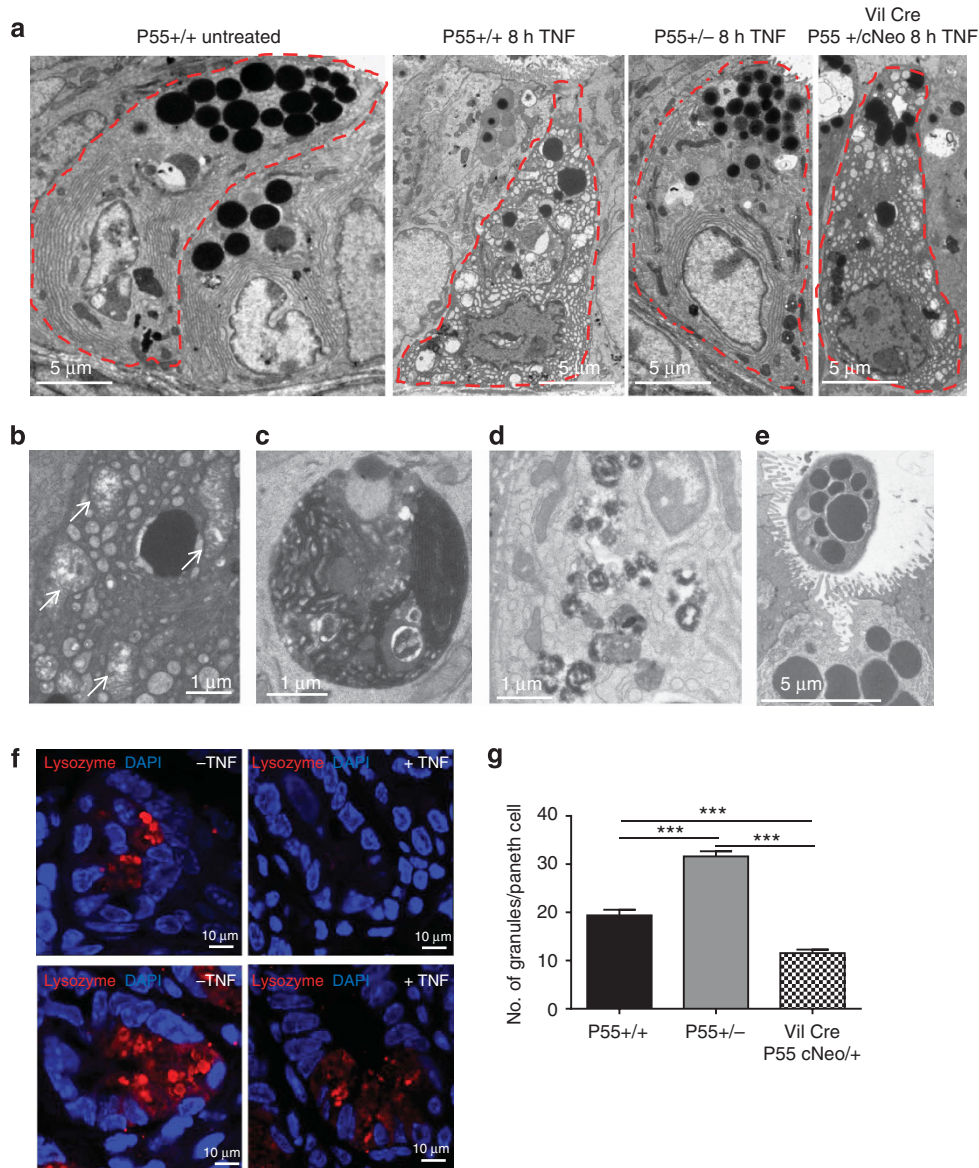 a
P55+/+ untreated
P55+/+ 8 h TNF
P55+/– 8 h TNF
Vil Cre
P55 +/cNeo 8 h TNF
5 μm
5 μm
5 μm
5 μm
b
c
d
e
1 μm
1 μm
1 μm
5 μm
f
Lysozyme DAPI –TNF
10 μm
Lysozyme DAPI + TNF
10 μm
Lysozyme DAPI –TNF
10 μm
Lysozyme DAPI + TNF
10 μm
g
No. of granules/paneth cell
40
30
20
10
0
***
***
***
P55+/+
P55+/–
Vil Cre
P55 cNeo/+